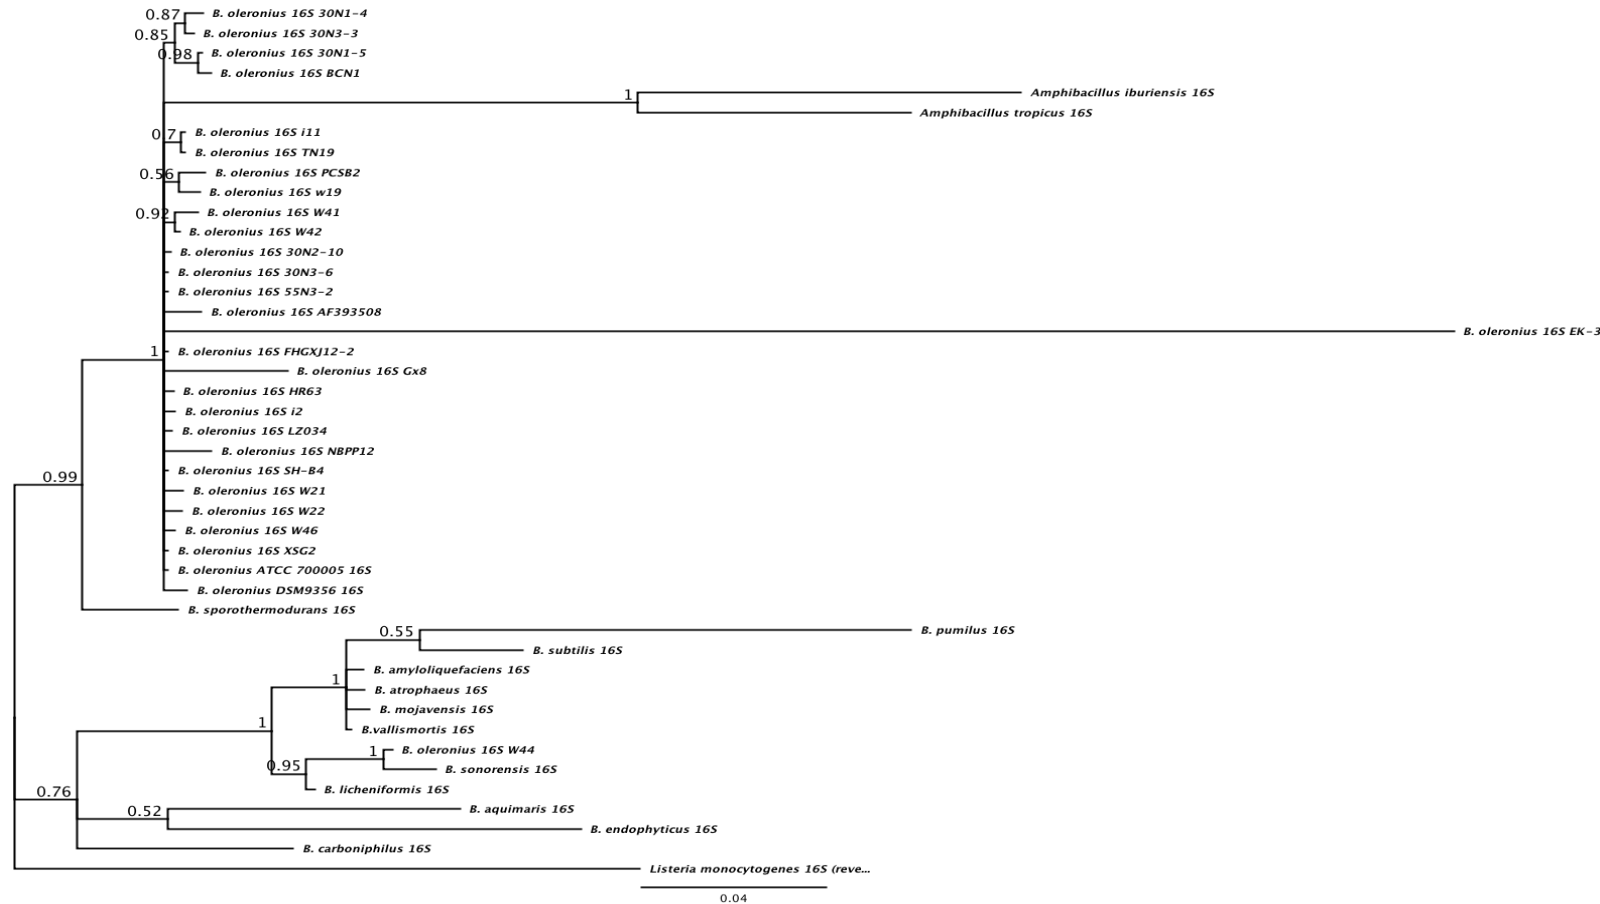 0.87
B. oleronius 16S 30N1-4
0.85
B. oleronius 16S 30N3-3
0.98
B. oleronius 16S 30N1-5
B. oleronius 16S BCN1
1
Amphibacillus iburiensis 16S
Amphibacillus tropicus 16S
0.7
B. oleronius 16S i11
B. oleronius 16S TN19
0.56
B. oleronius 16S PCSB2
B. oleronius 16S w19
0.92
B. oleronius 16S W41
B. oleronius 16S W42
B. oleronius 16S 30N2-10
B. oleronius 16S 30N3-6
B. oleronius 16S 55N3-2
B. oleronius 16S AF393508
B. oleronius 16S EK-3
1
B. oleronius 16S FHGXJ12-2
B. oleronius 16S Gx8
B. oleronius 16S HR63
B. oleronius 16S i2
B. oleronius 16S LZ034
B. oleronius 16S NBPP12
B. oleronius 16S SH-B4
0.99
B. oleronius 16S W21
B. oleronius 16S W22
B. oleronius 16S W46
B. oleronius 16S XSG2
B. oleronius ATCC 700005 16S
B. oleronius DSM9356 16S
B. sporothermodurans 16S
0.55
B. pumilus 16S
B. subtilis 16S
B. amyloliquefaciens 16S
1
B. atrophaeus 16S
B. mojavensis 16S
1
B.vallismortis 16S
1
B. oleronius 16S W44
0.95
B. sonorensis 16S
B. licheniformis 16S
0.76
0.52
B. aquimaris 16S
B. endophyticus 16S
B. carboniphilus 16S
Listeria monocytogenes 16S (reve...
0.04